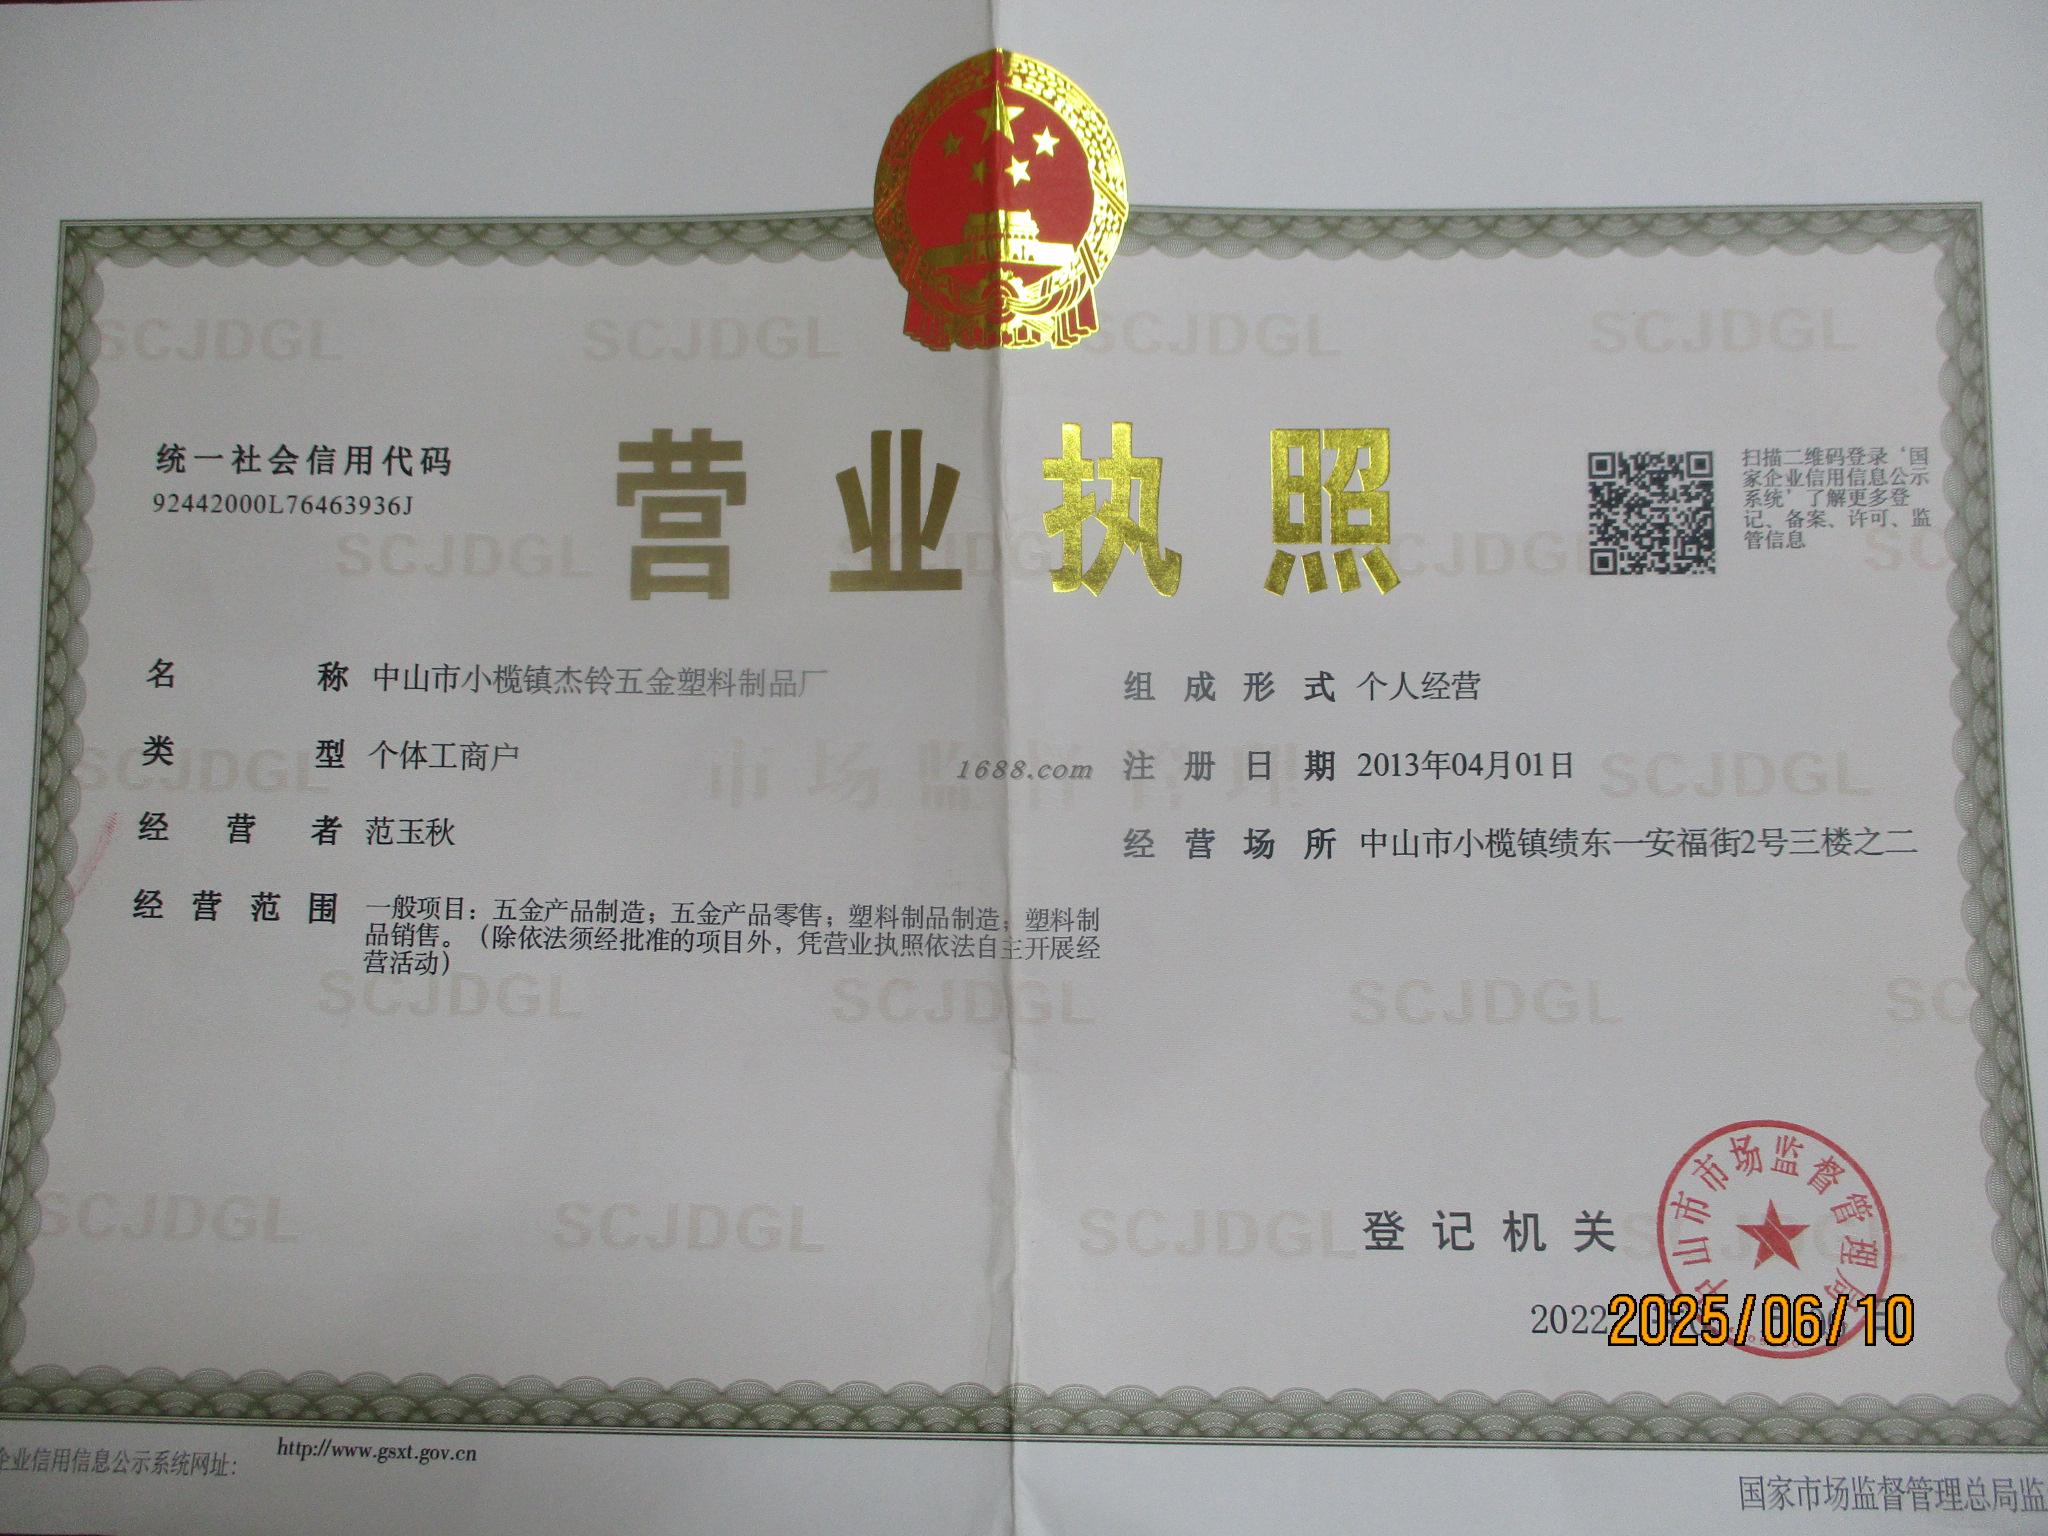 营业执照
统一社会信用代码
92442000L76463936J
扫描二维码登录‘国
家企业信用信息公示
系统’了解更多登
记、备案、许可、监
管信息
名称 中山市小榄镇杰铃五金塑料制品厂
类型 个体工商户
经营者 范玉秋
经营范围 一般项目：五金产品制造；五金产品零售；塑料制品制造；塑料制
品销售。（除依法须经批准的项目外，凭营业执照依法自主开展经
营活动）
组成形式 个人经营
注册日期 2013年04月01日
经营场所 中山市小榄镇绩东一安福街2号三楼之二
1688.com
市场监督管理
SCJDGL
登记机关
中山市市场监督管理局
2022
2025/06/10
企业信用信息公示系统网址：
http://www.gsxt.gov.cn
国家市场监督管理总局监